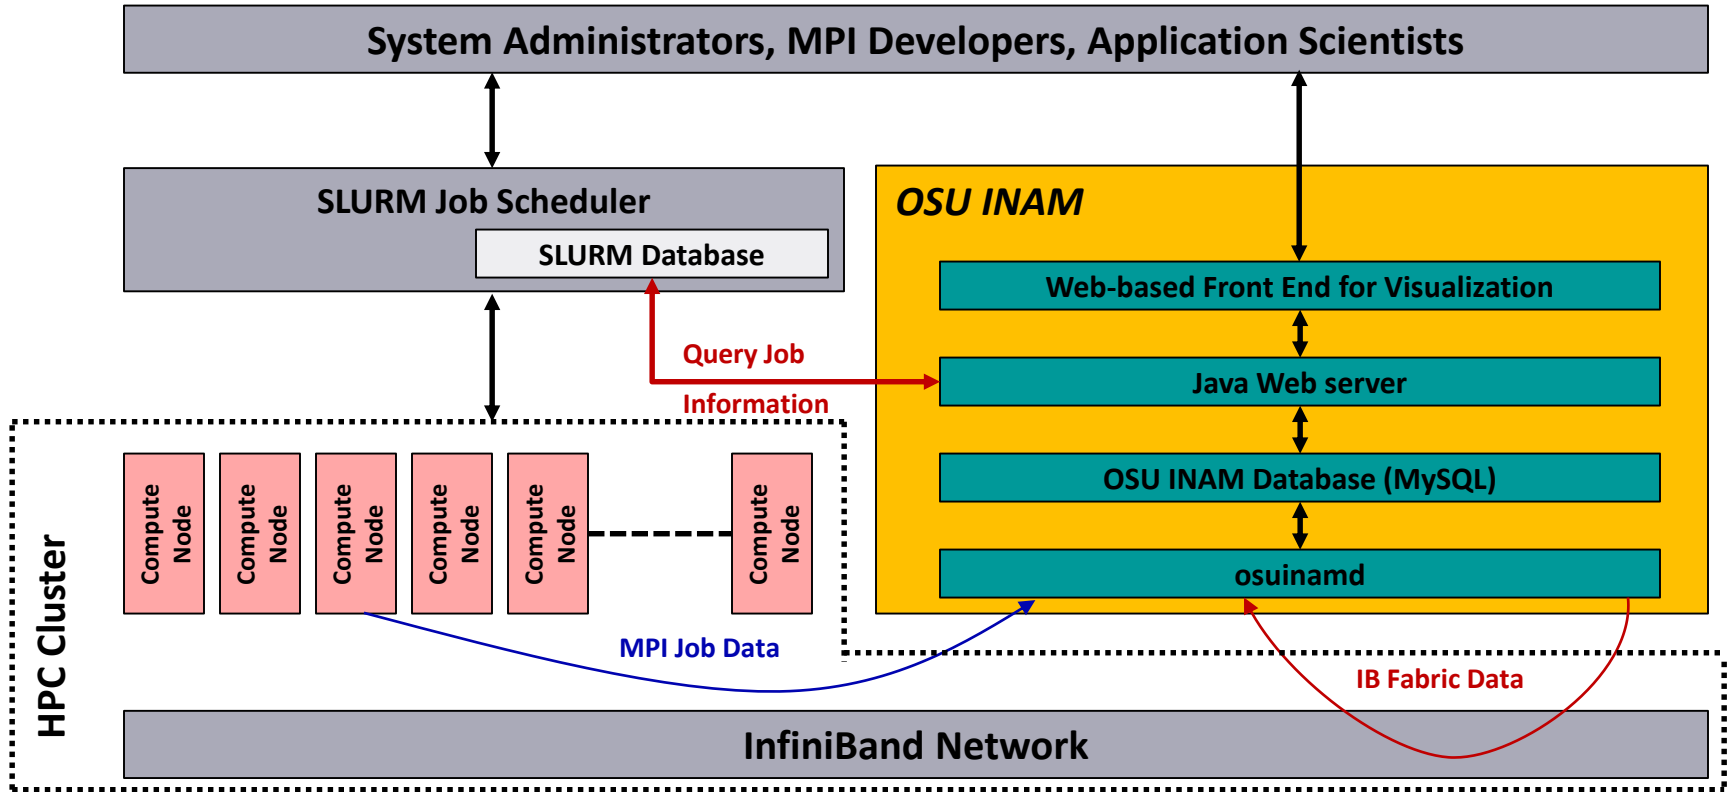 System Administrators, MPI Developers, Application Scientists
SLURM Job Scheduler
SLURM Database
OSU INAM
Web-based Front End for Visualization
Query Job
Information
Java Web server
OSU INAM Database (MySQL)
osuinamd
HPC Cluster
Compute
Node
Compute
Node
Compute
Node
Compute
Node
Compute
Node
Compute
Node
MPI Job Data
IB Fabric Data
InfiniBand Network